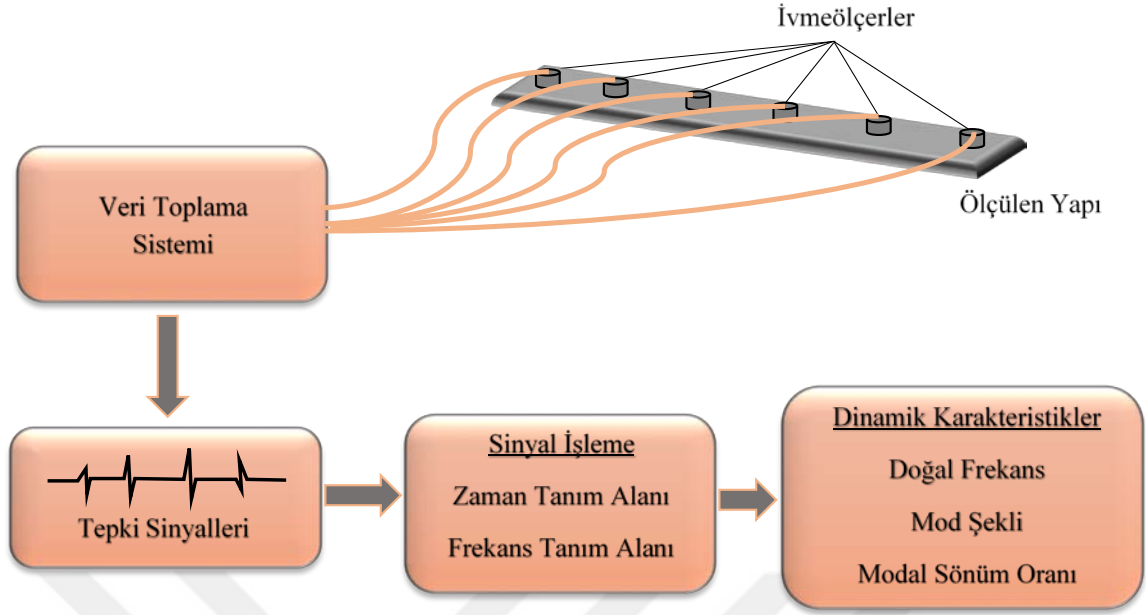 İvmeölçerler
Ölçülen Yapı
Veri Toplama
Sistemi
Tepki Sinyalleri
Sinyal İşleme
Zaman Tanım Alanı
Frekans Tanım Alanı
Dinamik Karakteristikler
Doğal Frekans
Mod Şekli
Modal Sönüm Oranı